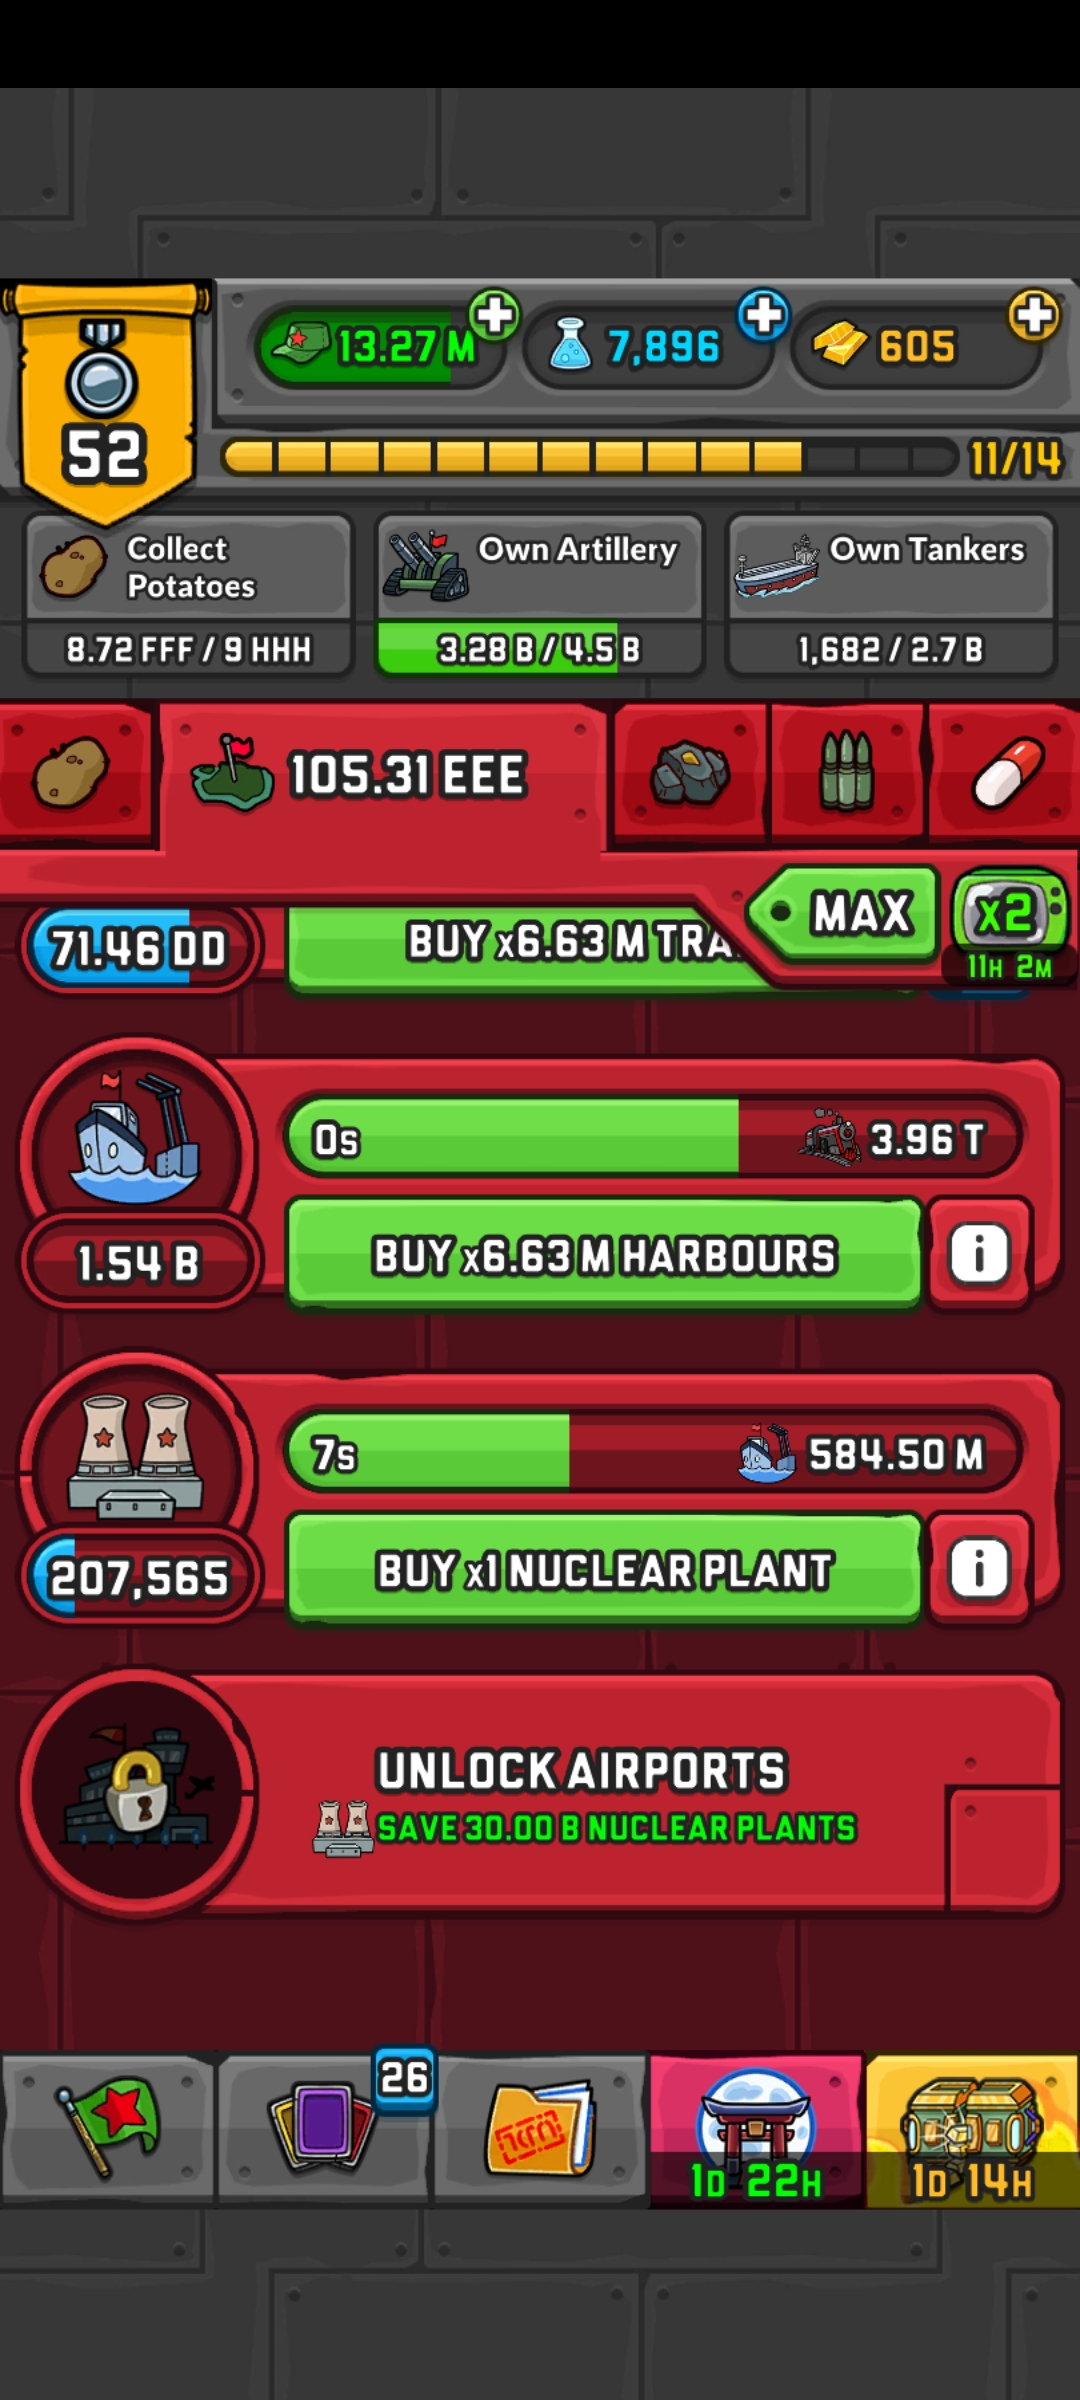 13.27 M
7,896
605
52
11/14
Collect
Potatoes
Own Artillery
Own Tankers
8.72 FFF / 9 HHH
3.28 B / 4.5 B
1,682 / 2.7 B
105.31 EEE
MAX
x2
11H 2M
71.46 DD
BUY x6.63 M TRA
0s
3.96 T
1.54 B
BUY x6.63 M HARBOURS
i
7s
584.50 M
207,565
BUY x1 NUCLEAR PLANT
i
UNLOCK AIRPORTS
SAVE 30.00 B NUCLEAR PLANTS
26
1D 22H
1D 14H